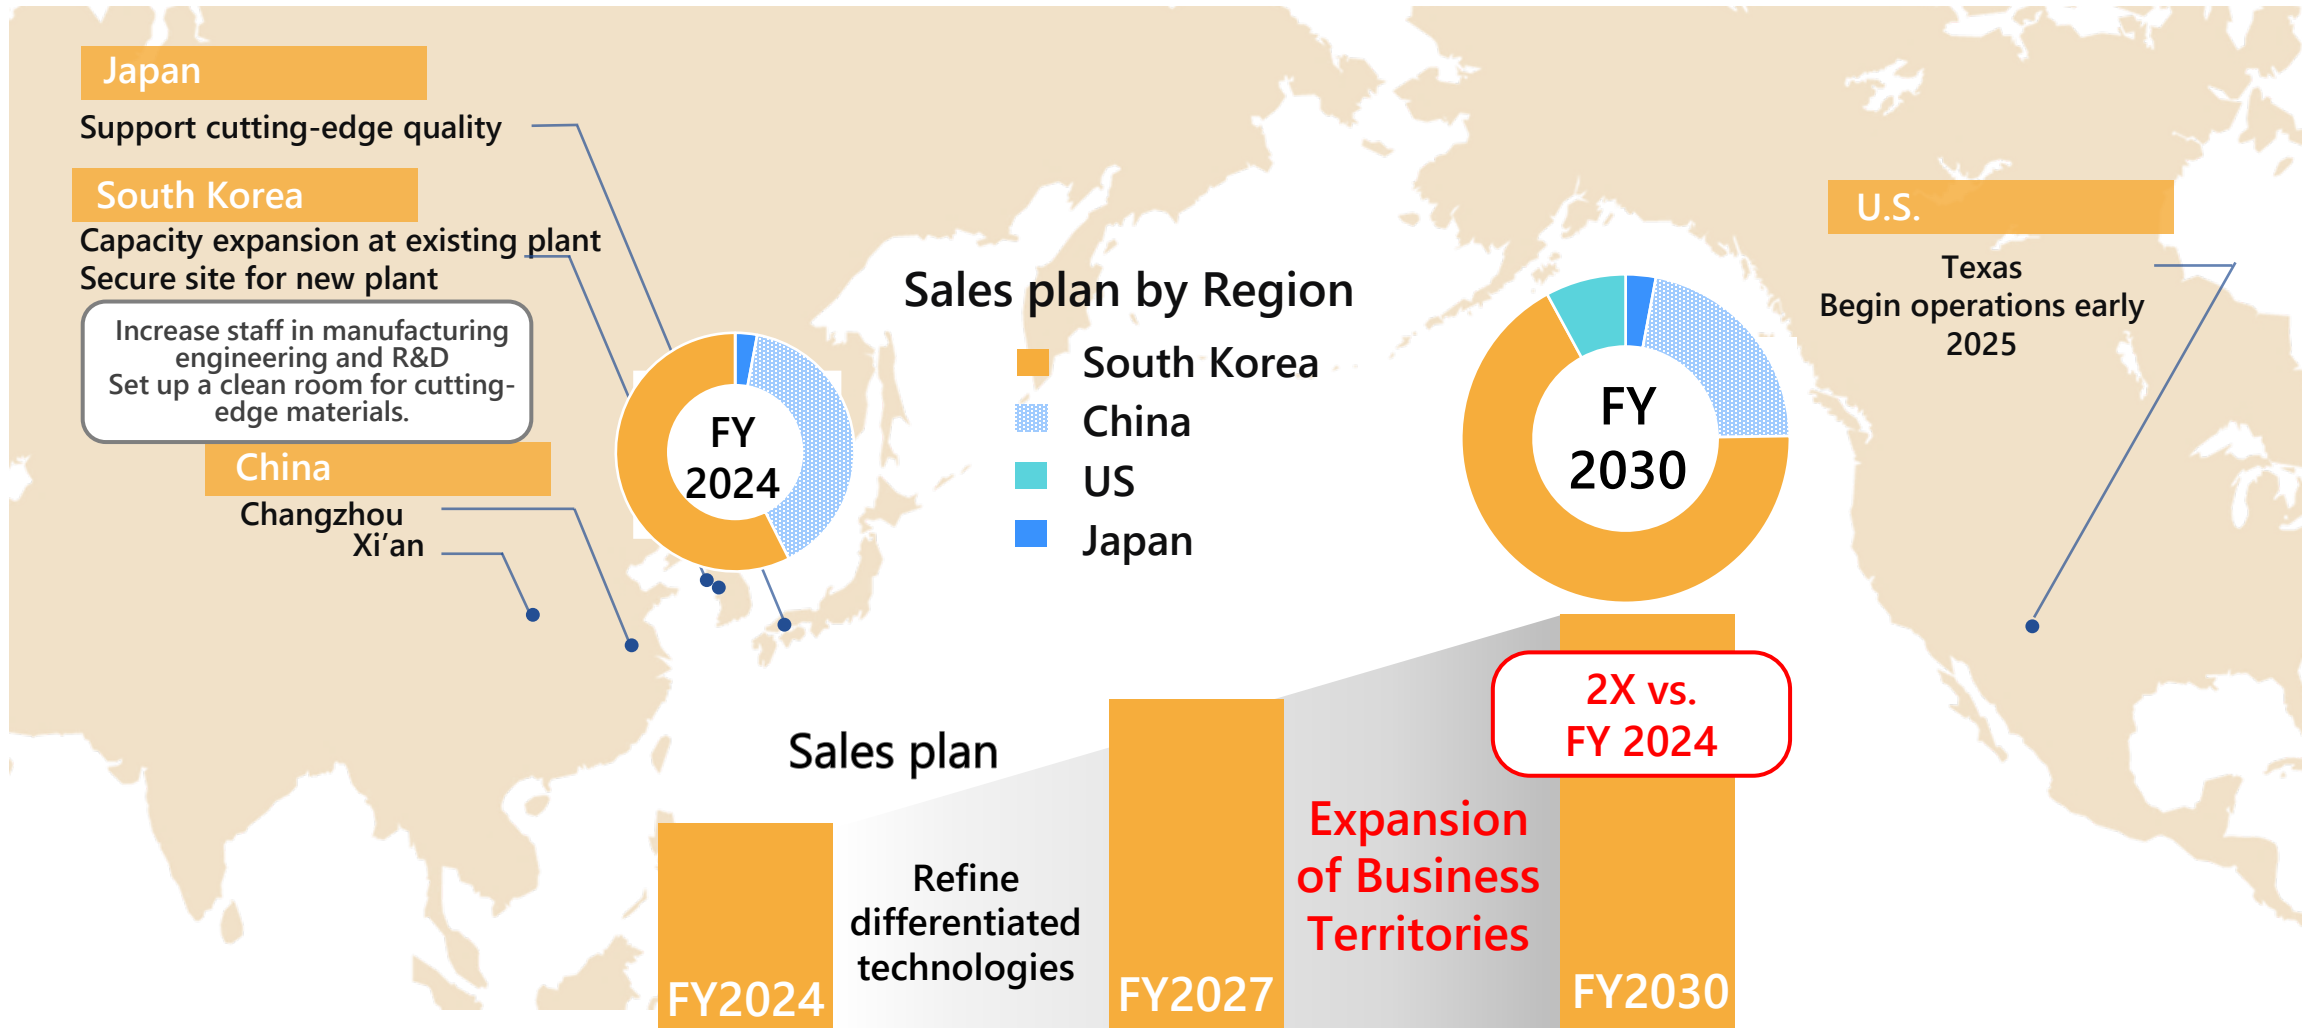 Japan
Support cutting-edge quality
South Korea
Capacity expansion at existing plant
Secure site for new plant
Increase staff in manufacturing
engineering and R&D
Set up a clean room for cutting-
edge materials.
China
Changzhou
Xi’an
FY
2024
Sales plan by Region
South Korea
China
US
Japan
FY
2030
U.S.
Texas
Begin operations early
2025
Sales plan
FY2024
Refine
differentiated
technologies
FY2027
Expansion
of Business
Territories
2X vs.
FY 2024
FY2030